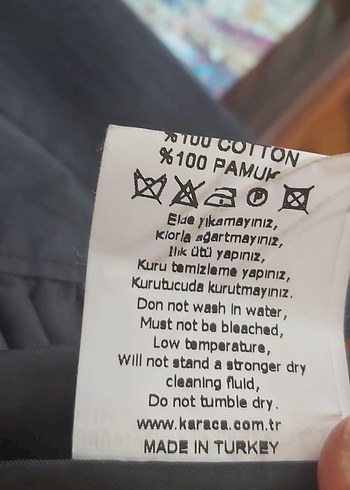 %100 COTTON
%100 PAMUK
P
Elde yıkamayınız,
Klorla ağartmayınız,
Ilık ütü yapınız,
Kuru temizleme yapınız,
Kurutucuda kurutmayınız.
Don not wash in water,
Must not be bleached,
Low temperature,
Will not stand a stronger dry
cleaning fluid,
Do not tumble dry.
www.karaca.com.tr
MADE IN TURKEY